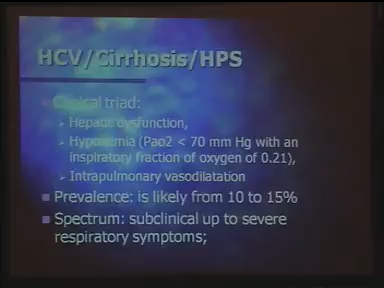 HCV/Cirrhosis/HPS
Clinical triad:
Hepatic dysfunction,
Hypoxemia (Pao2 < 70 mm Hg with an
inspiratory fraction of oxygen of 0.21),
Intrapulmonary vasodilatation
Prevalence: is likely from 10 to 15%
Spectrum: subclinical up to severe
respiratory symptoms;